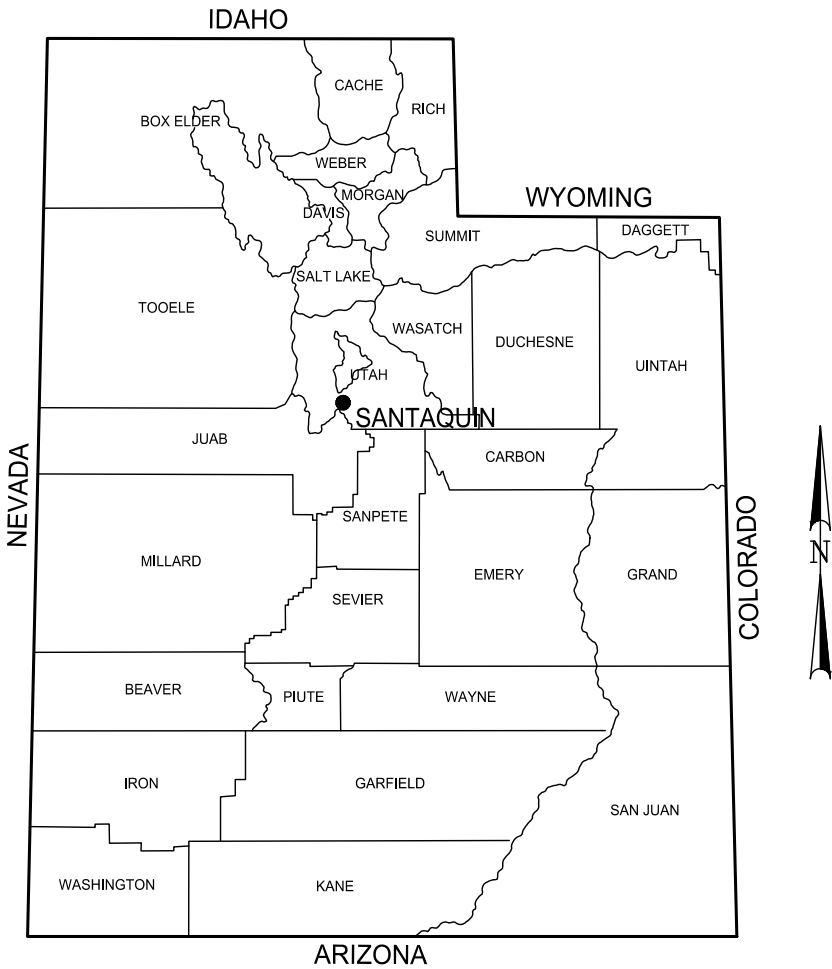 IDAHO
CACHE
RICH
BOX ELDER
WEBER
MORGAN
WYOMING
DAVIS
DAGGETT
SUMMIT
SALT LAKE
TOOELE
WASATCH
DUCHESNE
UINTAH
UTAH
SANTAQUIN
JUAB
CARBON
NEVADA
SANPETE
COLORADO
N
MILLARD
EMERY
GRAND
SEVIER
BEAVER
PIUTE
WAYNE
IRON
GARFIELD
SAN JUAN
WASHINGTON
KANE
ARIZONA